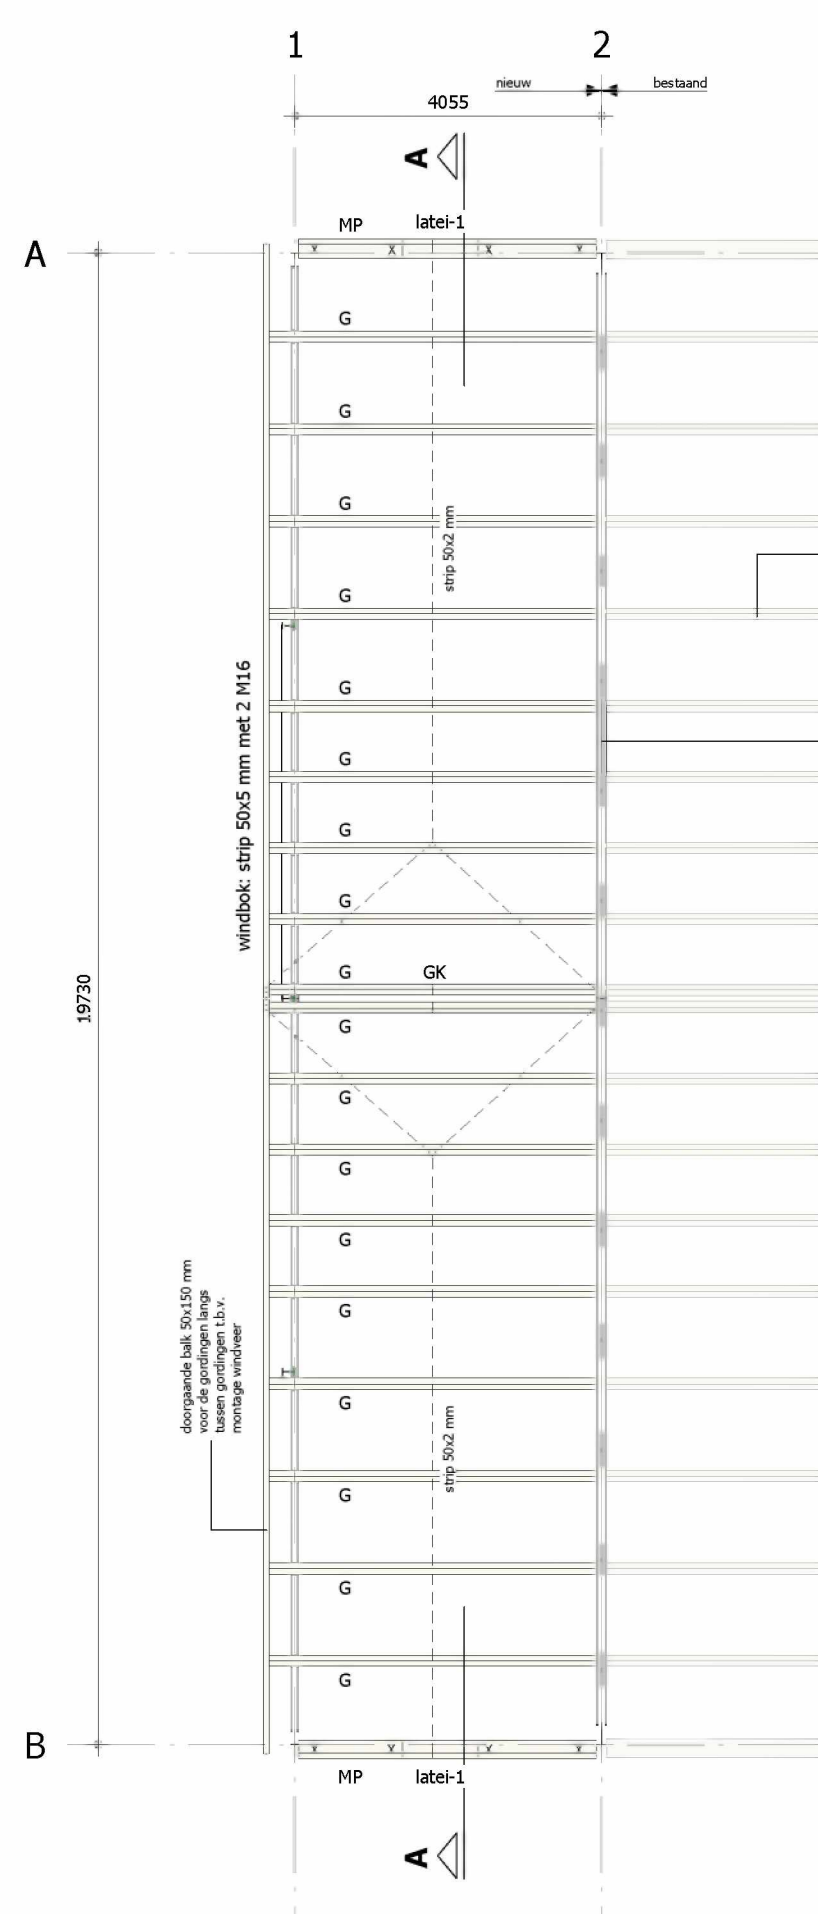 1 2
nieuw bestaand
4055
A
MP latei-1
A
G
G
G
strip 50x2 mm
G
G
windbok: strip 50x5 mm met 2 M16
G
G
G
G GK
19730
G
G
G
G
doorgaande balk 50x150 mm
voor de gordingen langs
tussen gordingen t.b.v.
montage windveer
G
G
strip 50x2 mm
G
G
G
B
MP latei-1
A